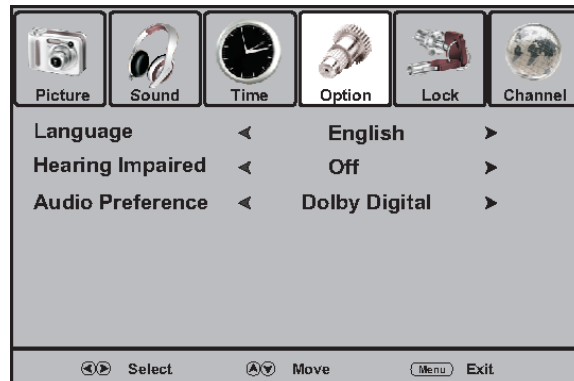 Picture Sound Time Option Lock Channel
Language English
Hearing Impaired Off
Audio Preference Dolby Digital
Select Move Menu Exit